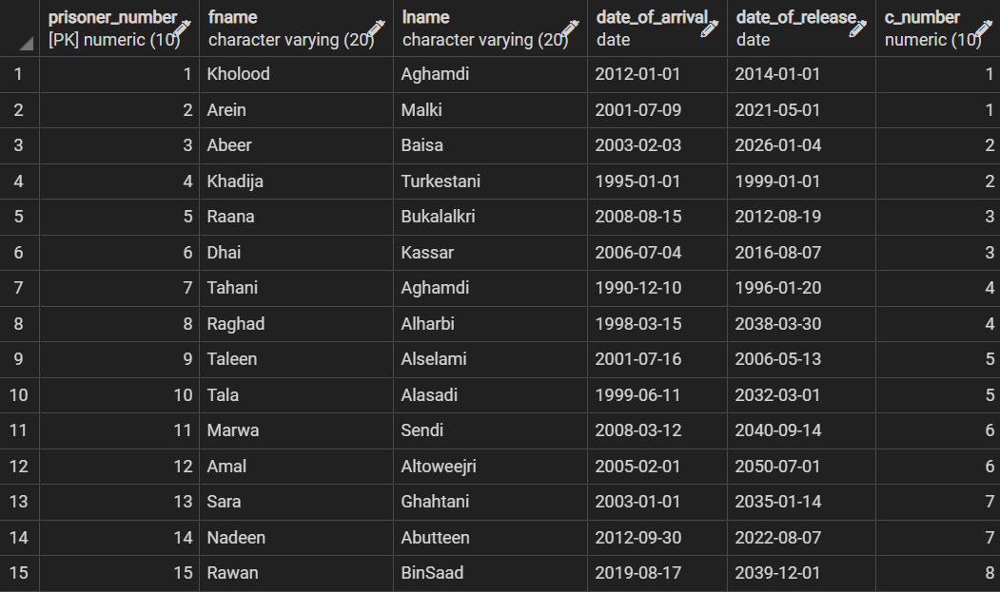 prisoner_number fname lname date_of_arrival date_of_release c_number
[PK] numeric (10) character varying (20) character varying (20) date date numeric (10)
1 1 Kholood Aghamdi 2012-01-01 2014-01-01 1
2 2 Arein Malki 2001-07-09 2021-05-01 1
3 3 Abeer Baisa 2003-02-03 2026-01-04 2
4 4 Khadija Turkestani 1995-01-01 1999-01-01 2
5 5 Raana Bukalalkri 2008-08-15 2012-08-19 3
6 6 Dhai Kassar 2006-07-04 2016-08-07 3
7 7 Tahani Aghamdi 1990-12-10 1996-01-20 4
8 8 Raghad Alharbi 1998-03-15 2038-03-30 4
9 9 Taleen Alselami 2001-07-16 2006-05-13 5
10 10 Tala Alasadi 1999-06-11 2032-03-01 5
11 11 Marwa Sendi 2008-03-12 2040-09-14 6
12 12 Amal Altoweejri 2005-02-01 2050-07-01 6
13 13 Sara Ghahtani 2003-01-01 2035-01-14 7
14 14 Nadeen Abutteen 2012-09-30 2022-08-07 7
15 15 Rawan BinSaad 2019-08-17 2039-12-01 8